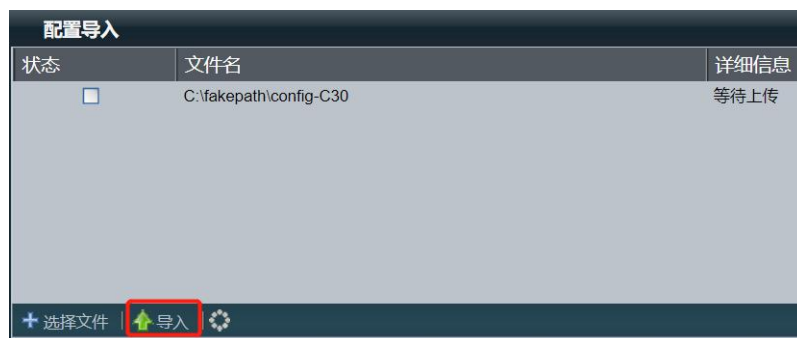 配置导入
状态 文件名 详细信息
C:\fakepath\config-C30 等待上传
选择文件 导入